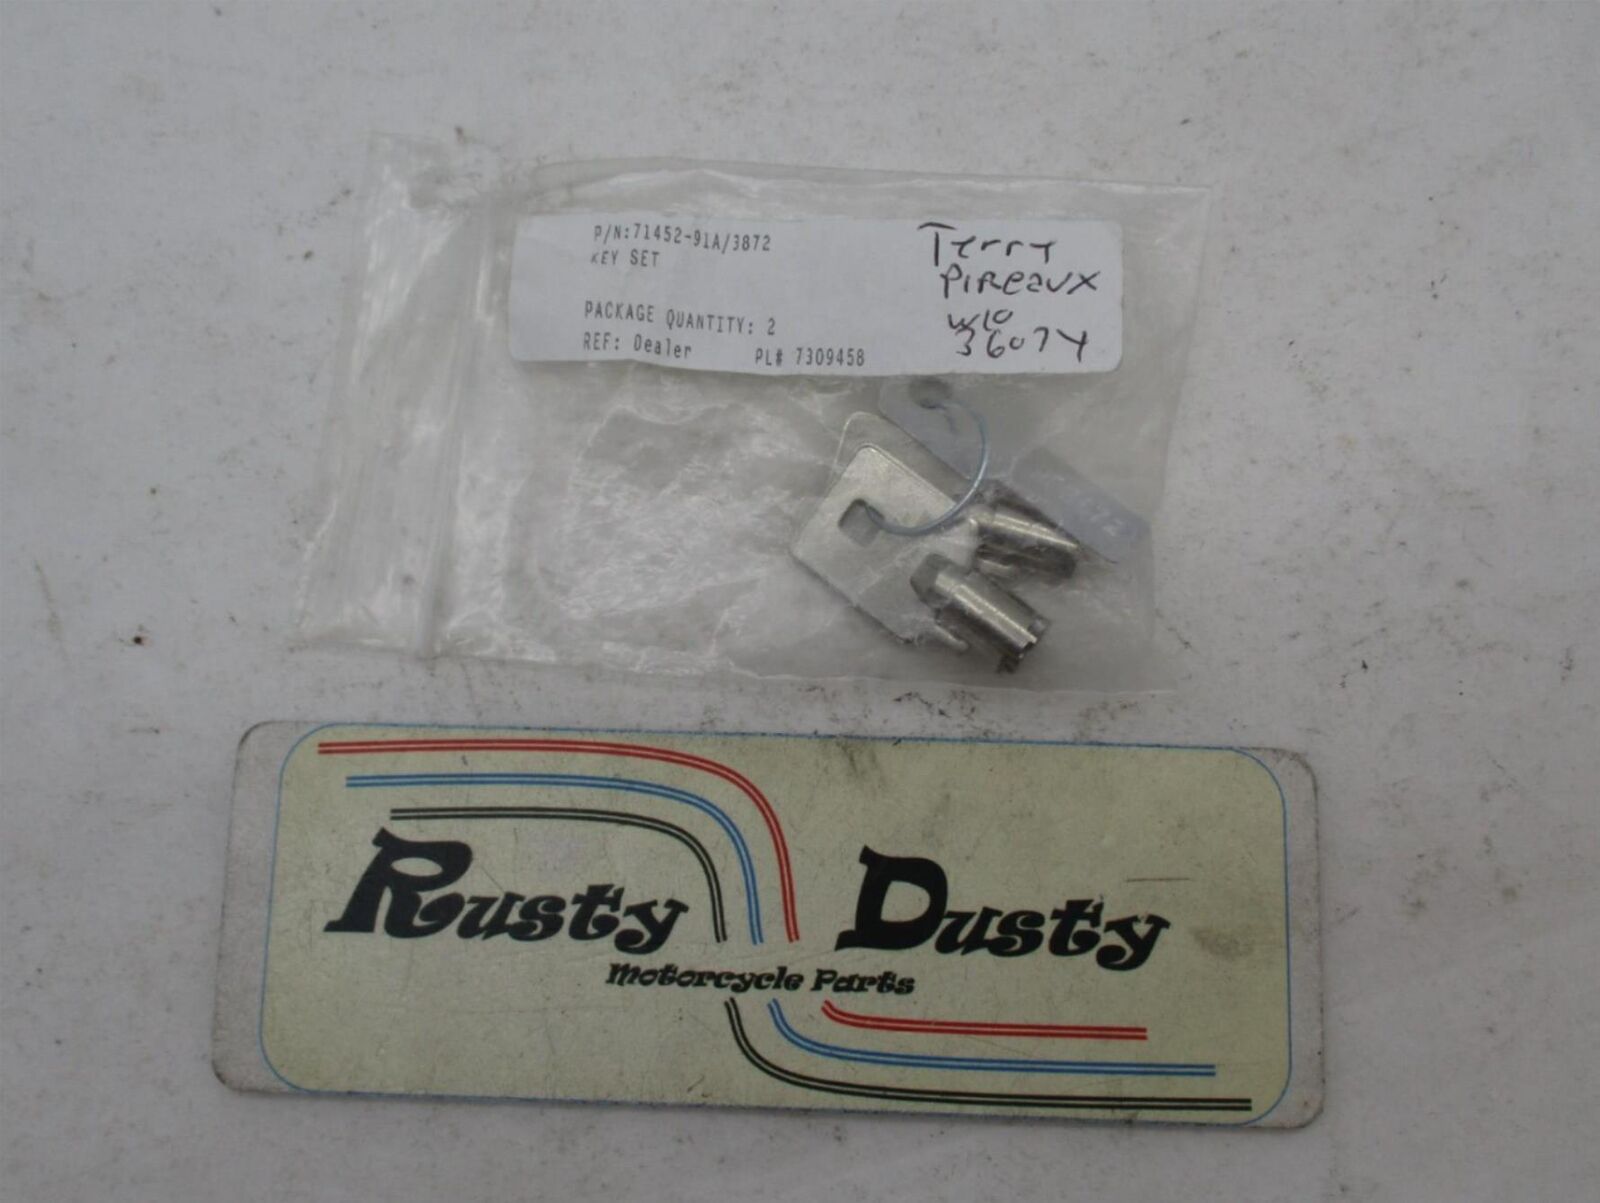 P/N:71452-91A/3872
KEY SET
PACKAGE QUANTITY: 2
REF: Dealer PL# 7309458
Terry
Pireaux
W/O
36074
Rusty Dusty
Motorcycle Parts